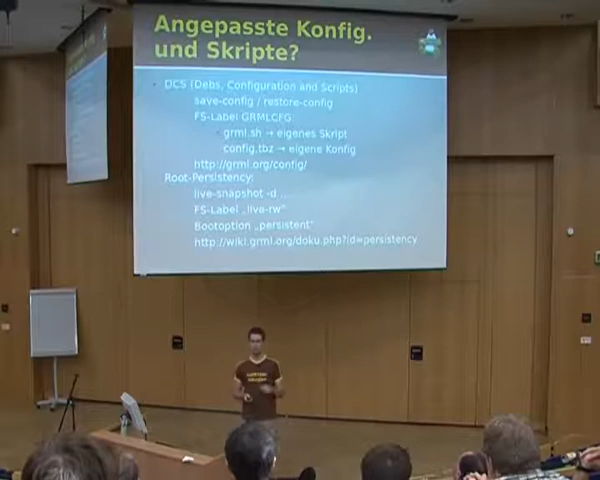 Angepasste Konfig.
und Skripte?
DCS (Debs, Configuration and Scripts)
save-config / restore-config
FS-Label GRMLCFG
grml.sh → eigenes Skript
config.tbz → eigene Konfig
http://grml.org/config/
Root-Persistency:
live-snapshot -d ...
FS-Label „live-rw“
Bootoption „persistent“
http://wiki.grml.org/doku.php?id=persistency